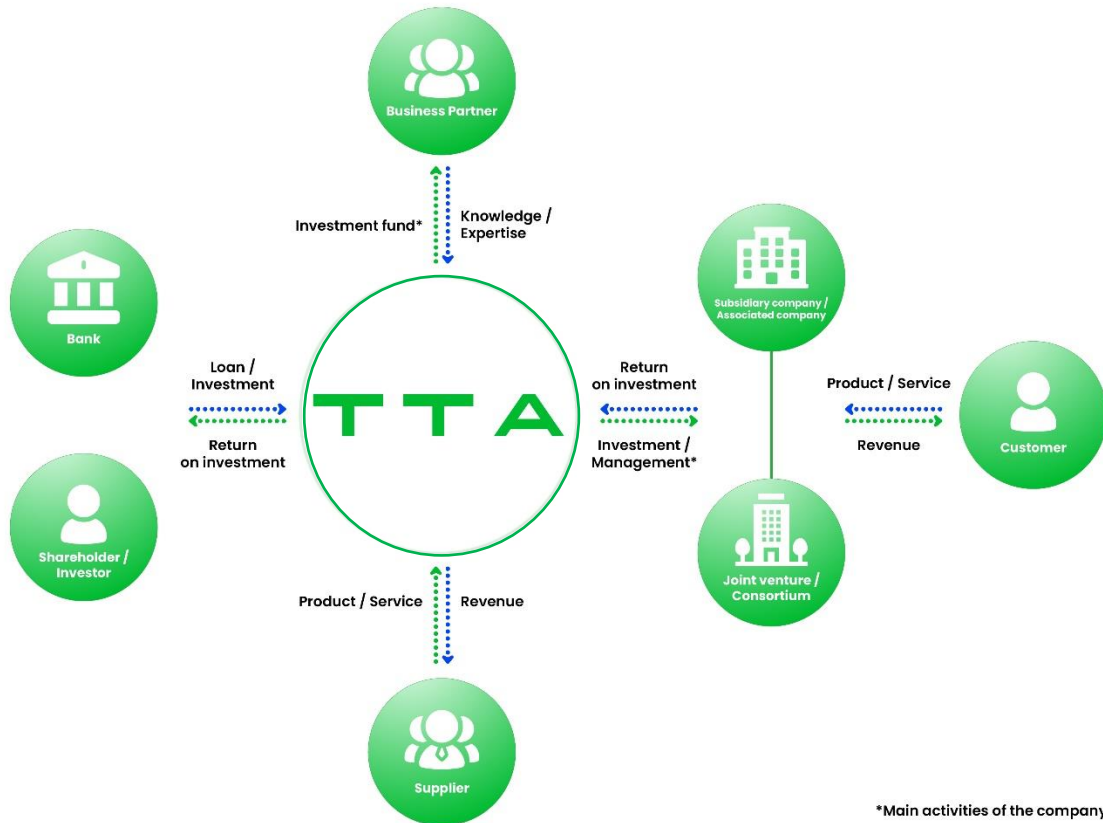 Business Partner
Investment fund*
Knowledge /
Expertise
Bank
Subsidiary company /
Associated company
Loan /
Investment
Return
on investment
TTA
Return
on investment
Investment /
Management*
Product / Service
Revenue
Customer
Shareholder /
Investor
Joint venture /
Consortium
Product / Service
Revenue
Supplier
*Main activities of the company